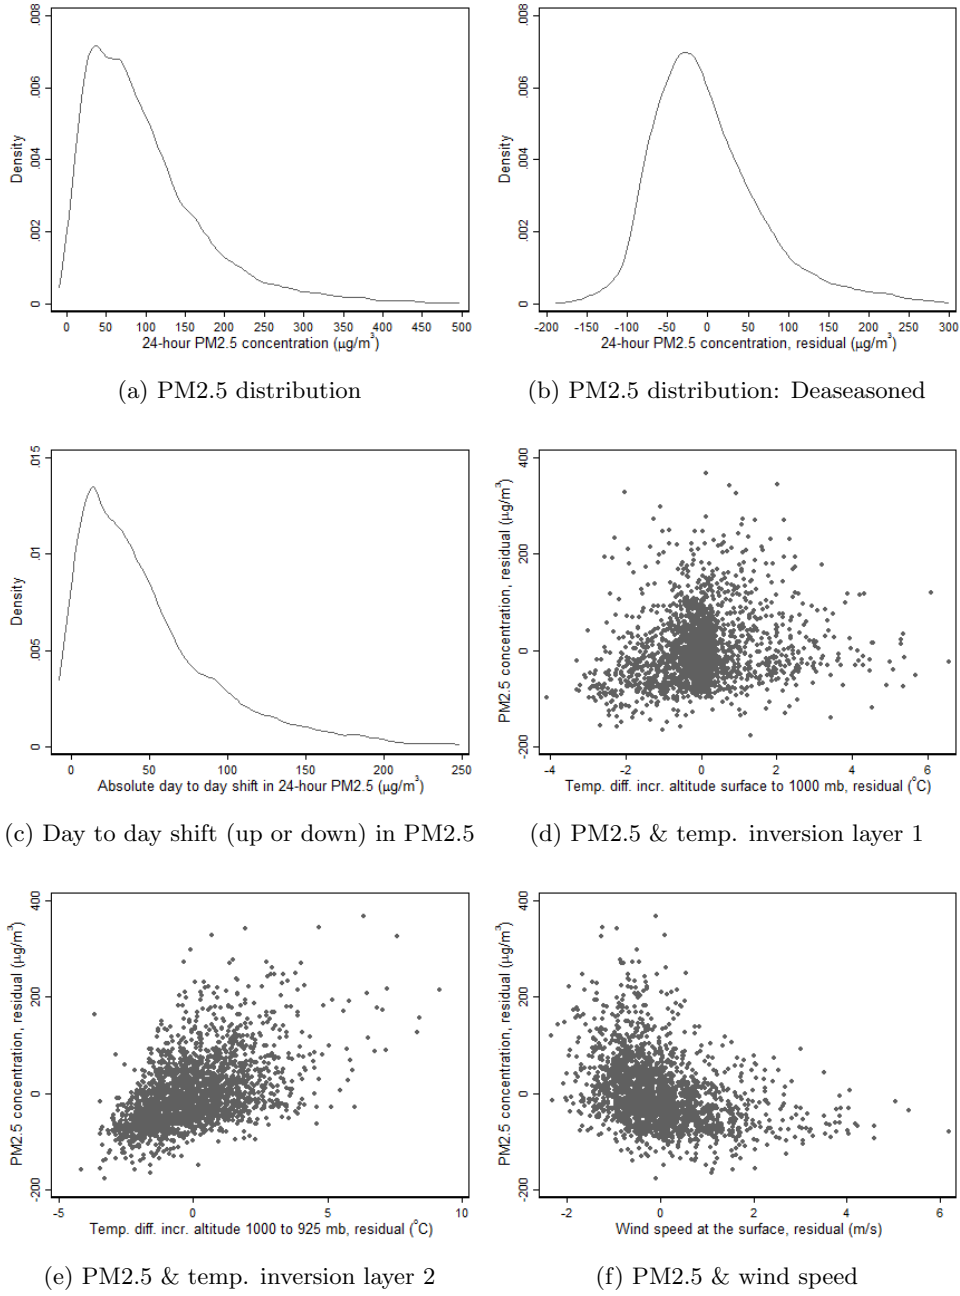 Density
.008
.006
.004
.002
0
0 50 100 150 200 250 300 350 400 450 500
24-hour PM2.5 concentration (μg/m³)
(a) PM2.5 distribution
Density
.008
.006
.004
.002
0
-200 -150 -100 -50 0 50 100 150 200 250 300
24-hour PM2.5 concentration, residual (μg/m³)
(b) PM2.5 distribution: Deaseasoned
Density
.015
.01
.005
0
0 50 100 150 200 250
Absolute day to day shift in 24-hour PM2.5 (μg/m³)
(c) Day to day shift (up or down) in PM2.5
PM2.5 concentration, residual (μg/m³)
400
200
0
-200
-4 -2 0 2 4 6
Temp. diff. incr. altitude surface to 1000 mb, residual (°C)
(d) PM2.5 & temp. inversion layer 1
PM2.5 concentration, residual (μg/m³)
400
200
0
-200
-5 0 5 10
Temp. diff. incr. altitude 1000 to 925 mb, residual (°C)
(e) PM2.5 & temp. inversion layer 2
PM2.5 concentration, residual (μg/m³)
400
200
0
-200
-2 0 2 4 6
Wind speed at the surface, residual (m/s)
(f) PM2.5 & wind speed